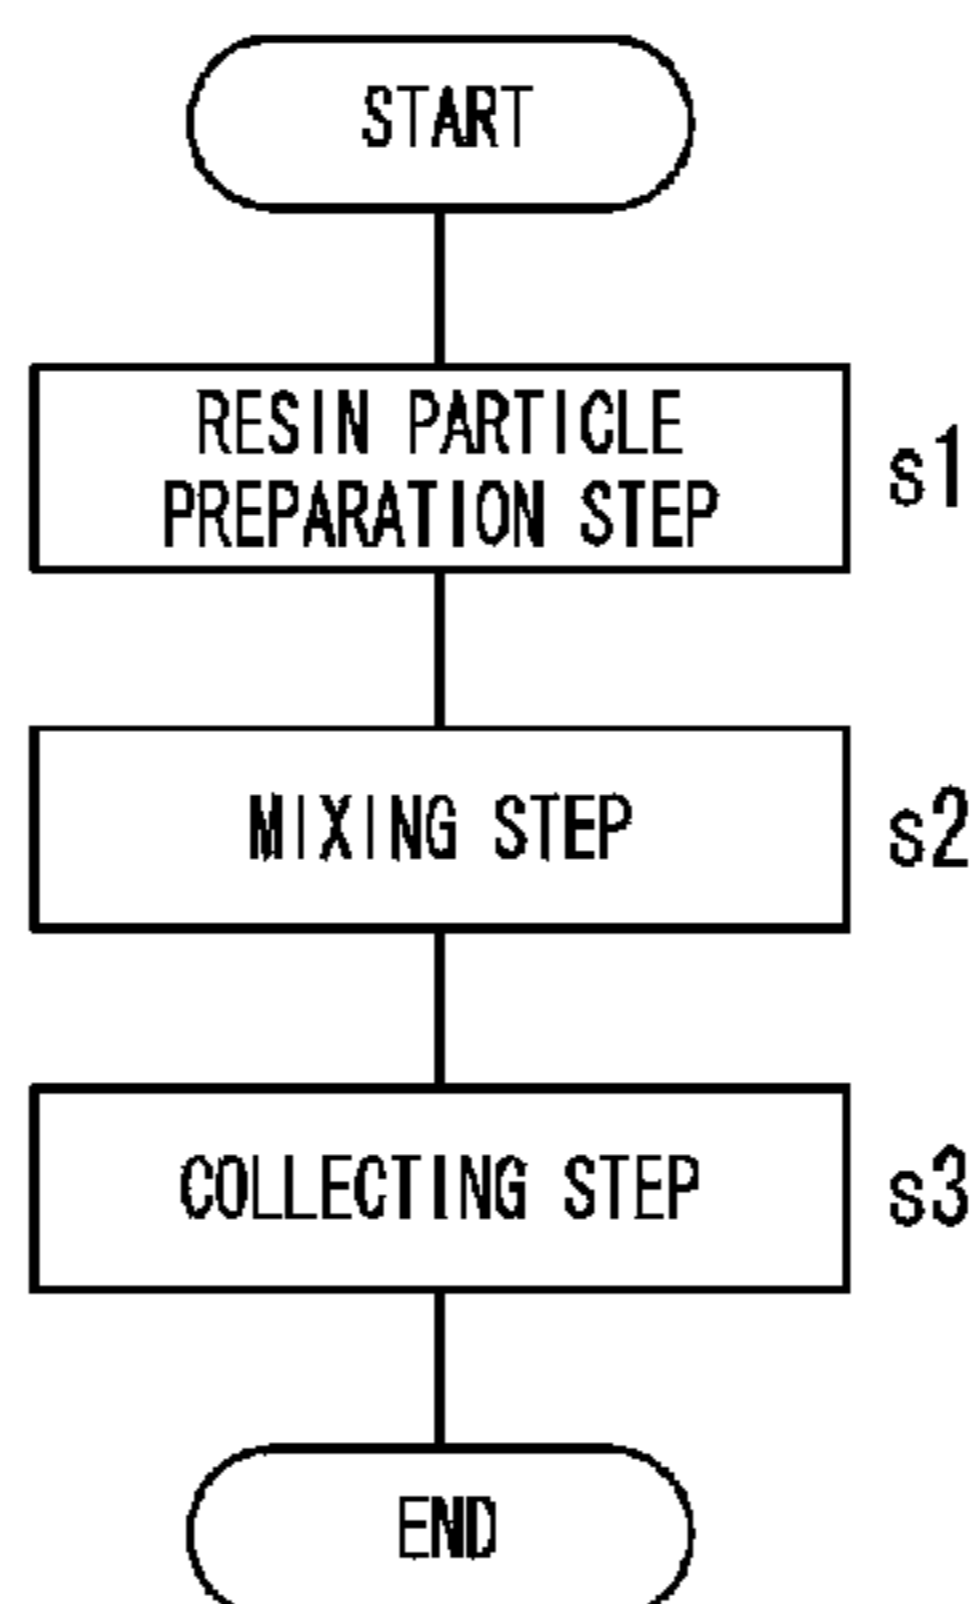 START
RESIN PARTICLE
PREPARATION STEP
s1
MIXING STEP
s2
COLLECTING STEP
s3
END